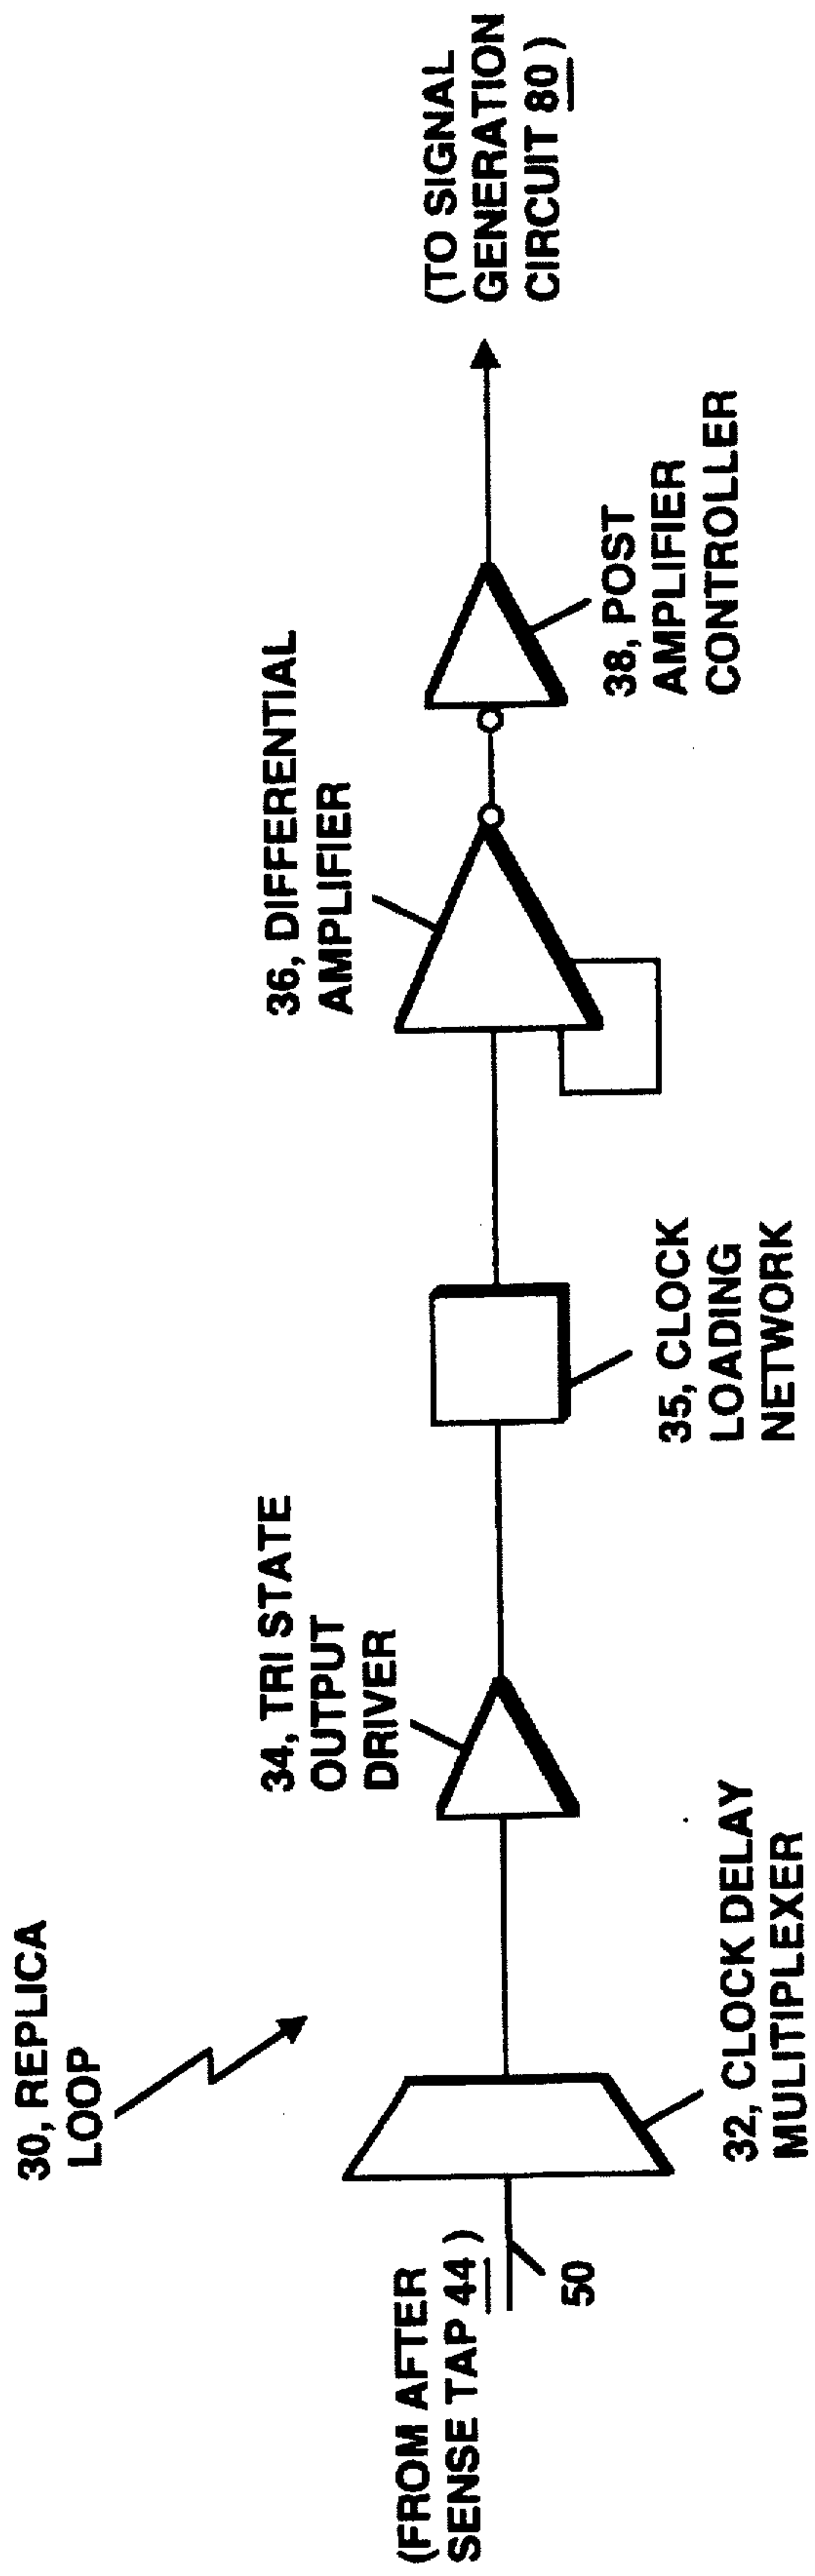 30, REPLICA
LOOP
(FROM AFTER
SENSE TAP 44 )
50
32, CLOCK DELAY
MULITIPLEXER
34, TRI STATE
OUTPUT
DRIVER
35, CLOCK
LOADING
NETWORK
36, DIFFERENTIAL
AMPLIFIER
38, POST
AMPLIFIER
CONTROLLER
(TO SIGNAL
GENERATION
CIRCUIT 80 )